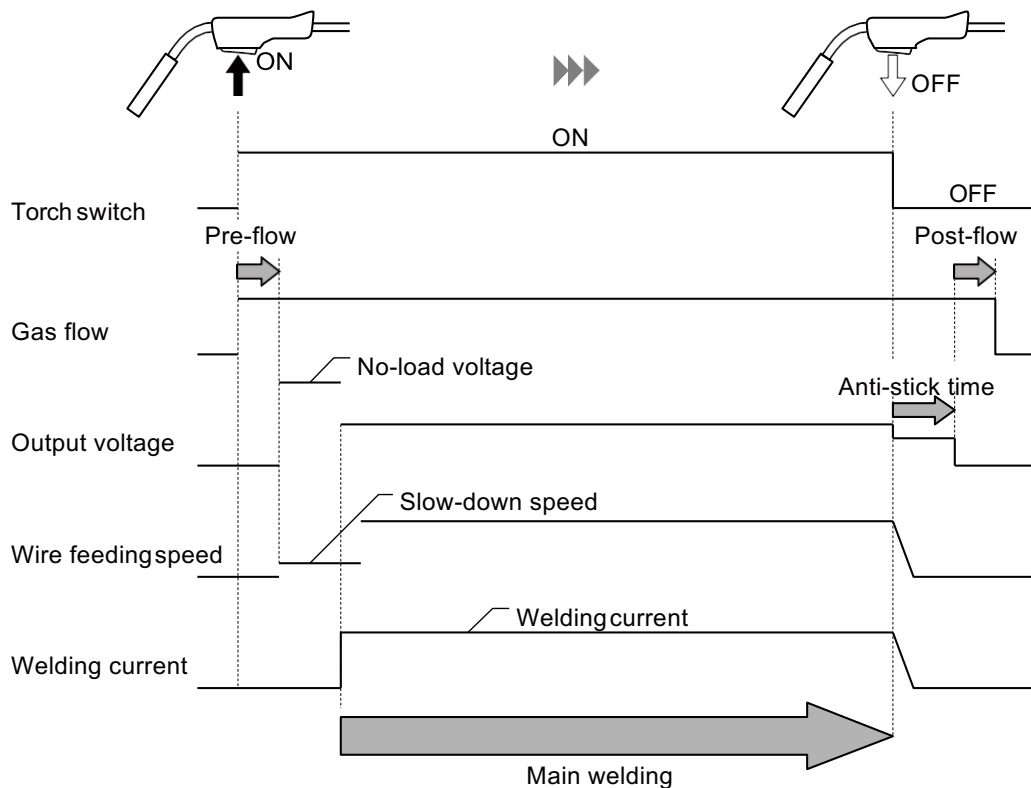 ON
OFF
ON
Torch switch
OFF
Pre-flow
Post-flow
Gas flow
No-load voltage
Anti-stick time
Output voltage
Slow-down speed
Wire feeding speed
Welding current
Welding current
Main welding